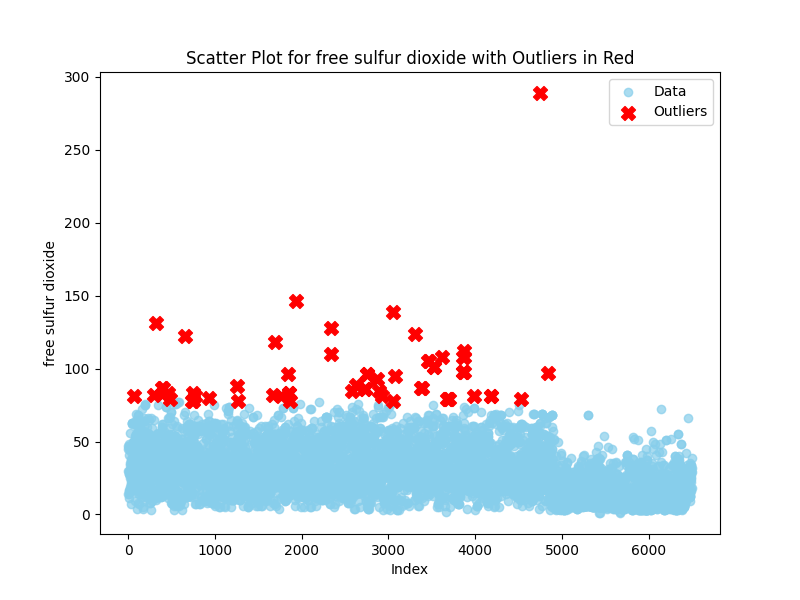 Scatter Plot for free sulfur dioxide with Outliers in Red
300
250
200
150
100
50
0
free sulfur dioxide
Data
Outliers
0 1000 2000 3000 4000 5000 6000
Index